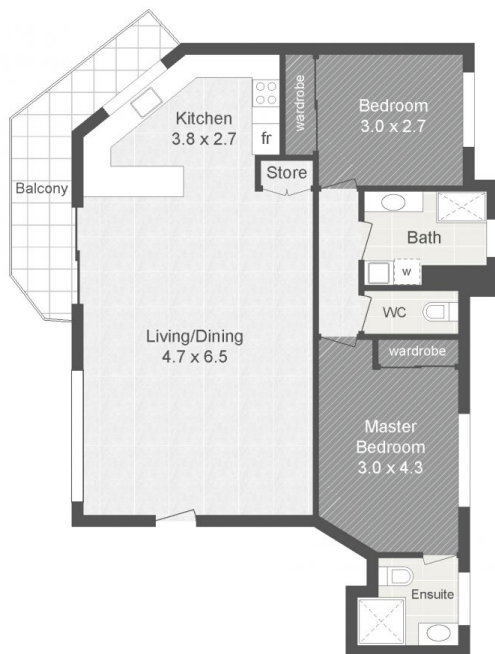 Kitchen
3.8 x 2.7
wardrobe
Bedroom
3.0 x 2.7
fr
Store
Balcony
Bath
w
WC
Living/Dining
4.7 x 6.5
wardrobe
Master
Bedroom
3.0 x 4.3
Ensuite